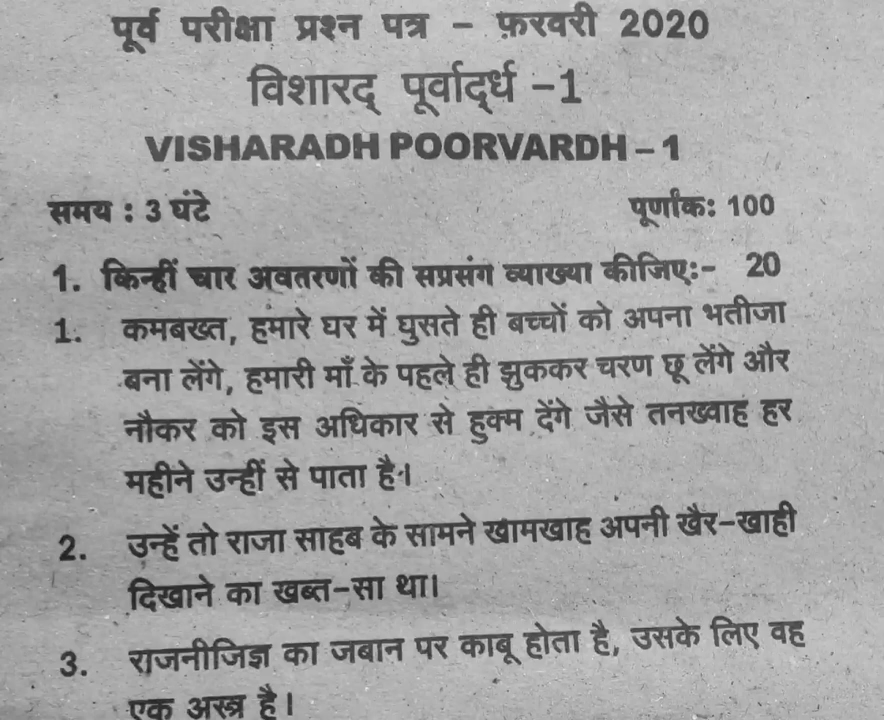 पूर्व परीक्षा प्रश्न पत्र - फ़रवरी 2020
विशारद् पूर्वार्द्ध -1
VISHARADH POORVARDH - 1
समय : 3 घंटे पूर्णांक: 100
1. किन्हीं चार अवतरणों की सप्रसंग व्याख्या कीजिए:- 20
1. कमबख्त, हमारे घर में घुसते ही बच्चों को अपना भतीजा
बना लेंगे, हमारी माँ के पहले ही झुककर चरण छू लेंगे और
नौकर को इस अधिकार से हुक्म देंगे जैसे तनख्वाह हर
महीने उन्हीं से पाता है।
2. उन्हें तो राजा साहब के सामने खामखाह अपनी खैर-खाही
दिखाने का खब्त-सा था।
3. राजनीजिज्ञ का जबान पर काबू होता है, उसके लिए वह
एक अस्त्र है।